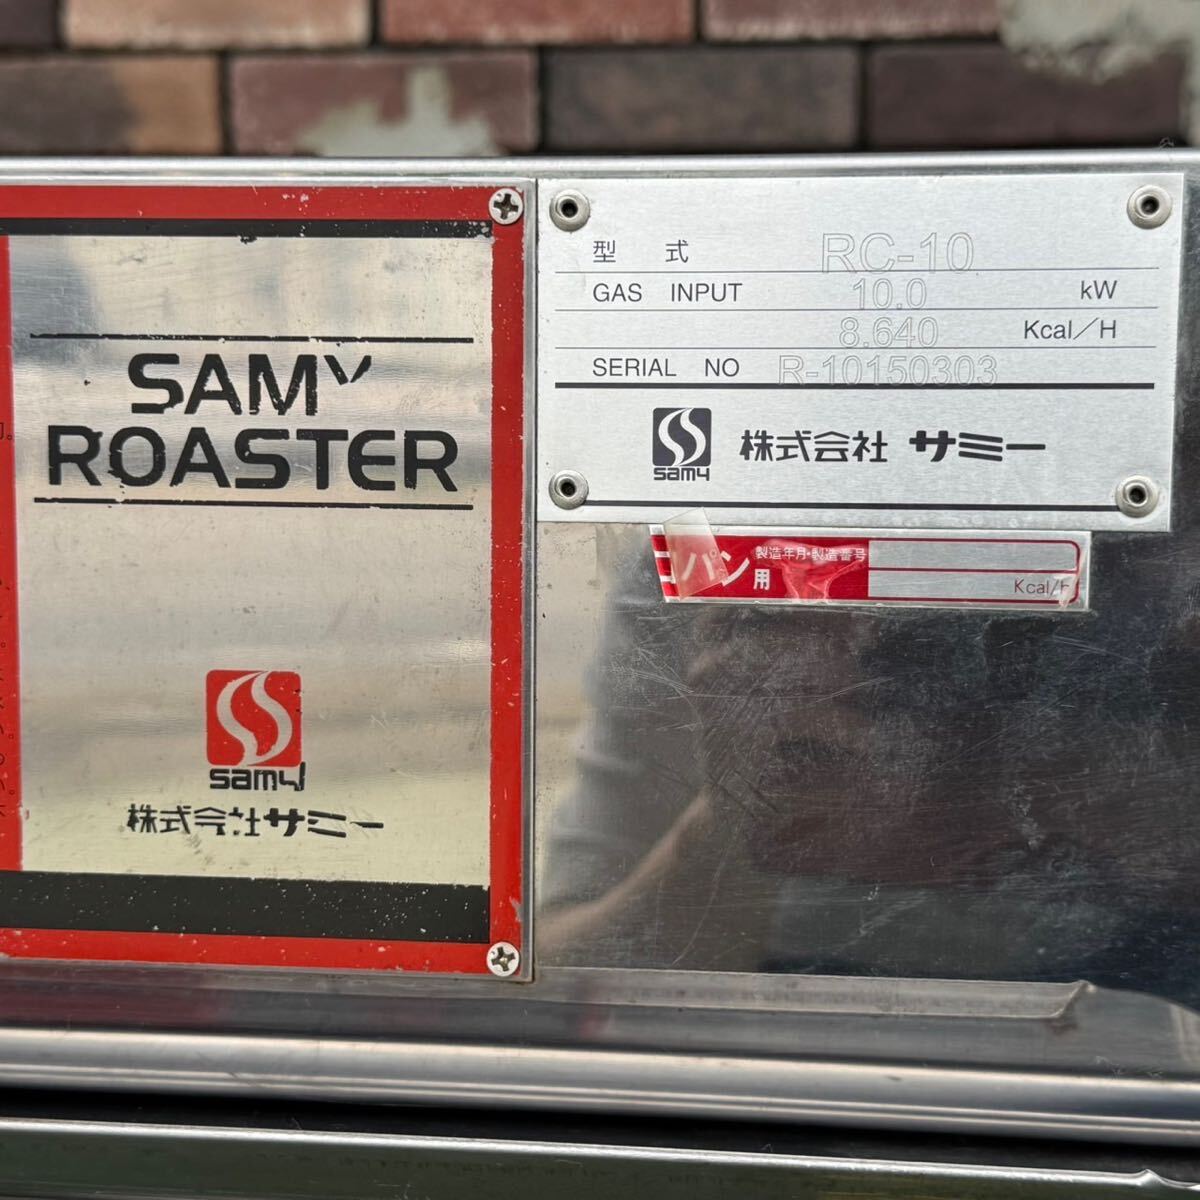 SAMY
ROASTER
samy
株式会社サミー
型 式 RC-10
GAS INPUT 10.0 kW
8.640 Kcal/H
SERIAL NO R-10150303
samy
株式会社 サミー
パン用
製造年月・製造番号
Kcal/h